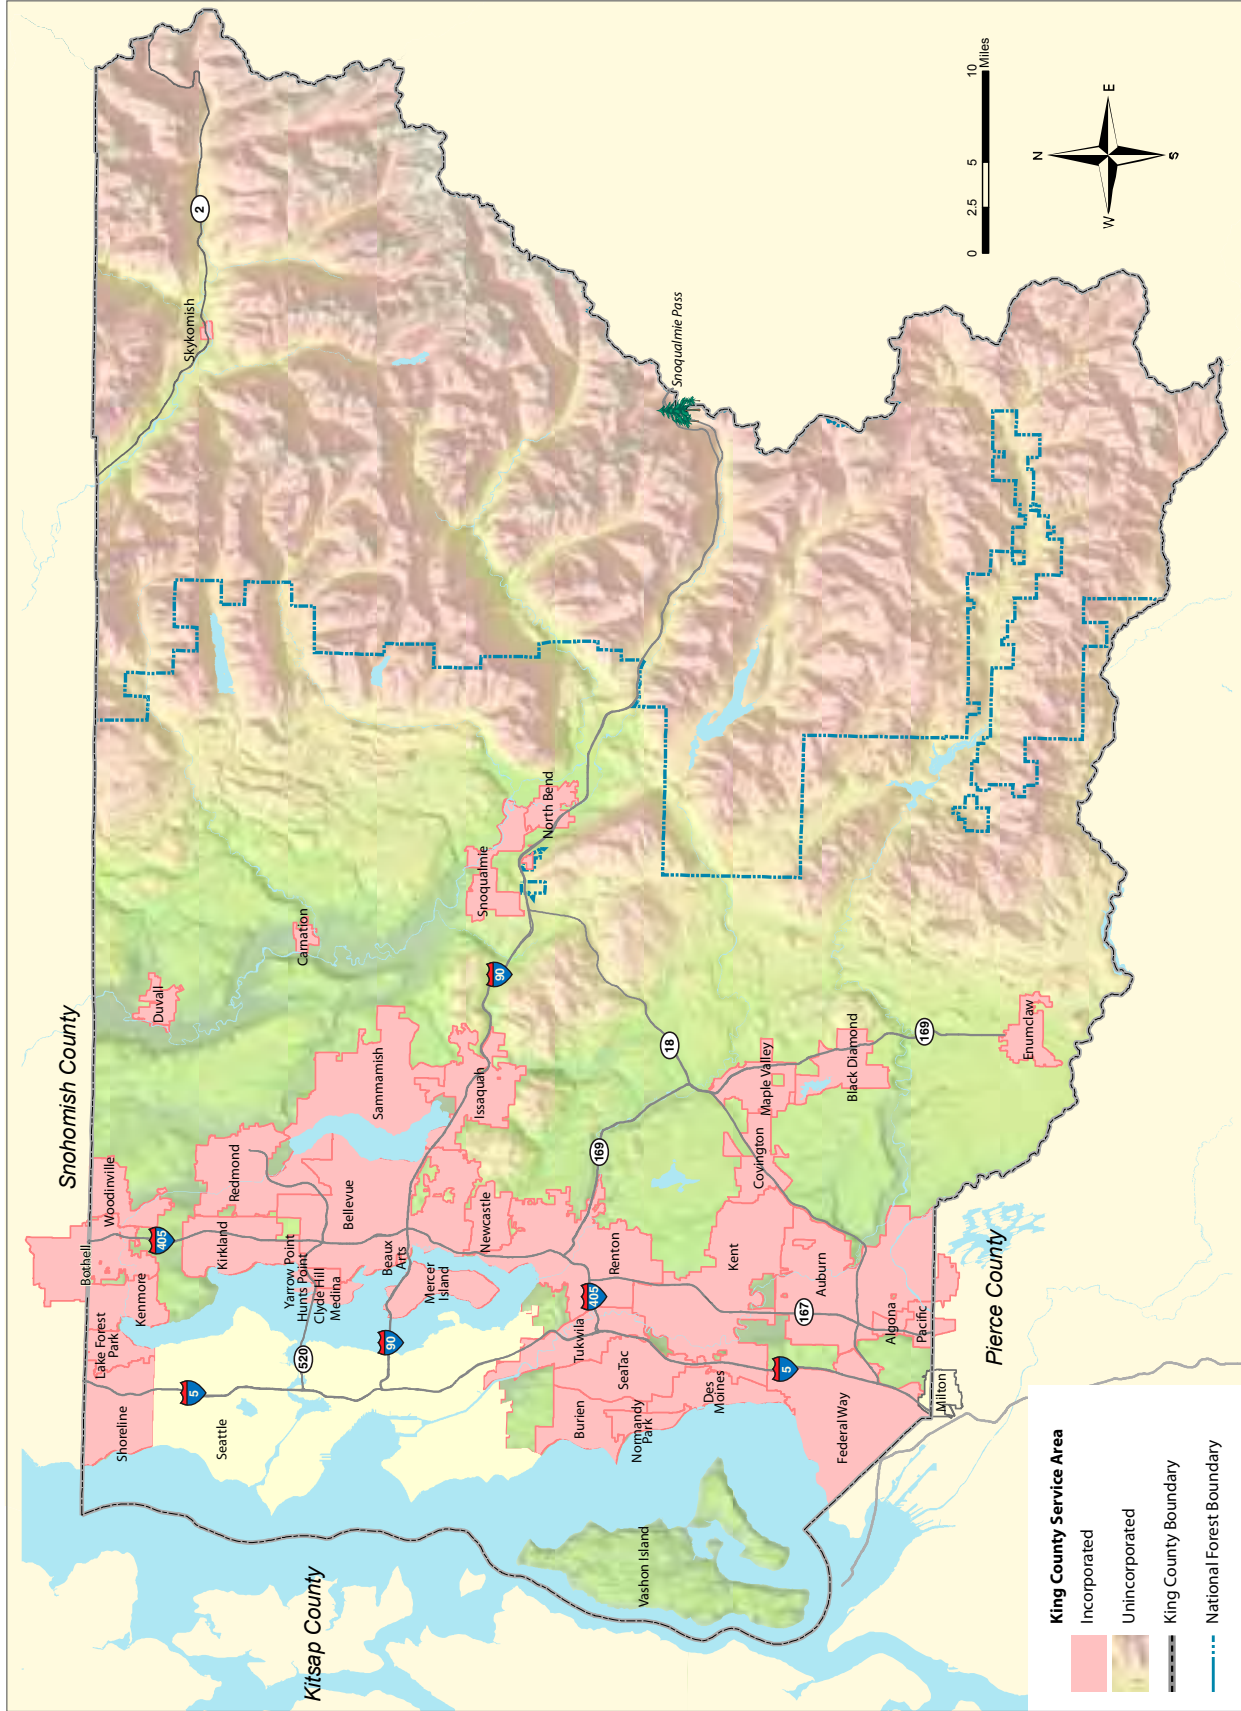 Snohomish County
Kitsap County
Pierce County
Bothell
Woodinville
Lake Forest
Park
Kenmore
Shoreline
405
Duvall
Skykomish
2
Kirkland
Redmond
5
Seattle
Carnation
Yarrow Point
Hunts Point
Clyde Hill
Medina
520
Bellevue
Sammamish
Beaux
Arts
90
Mercer
Island
Newcastle
Issaquah
90
Snoqualmie
North Bend
Snoqualmie Pass
Tukwila
405
Renton
169
18
Burien
SeaTac
Normandy
Park
Des
Moines
Vashon Island
Kent
Covington
Maple Valley
5
167
Auburn
Black Diamond
Federal Way
Algona
Pacific
169
Milton
Enumclaw
N
W
E
S
0
2.5
5
10
Miles
King County Service Area
Incorporated
Unincorporated
King County Boundary
National Forest Boundary